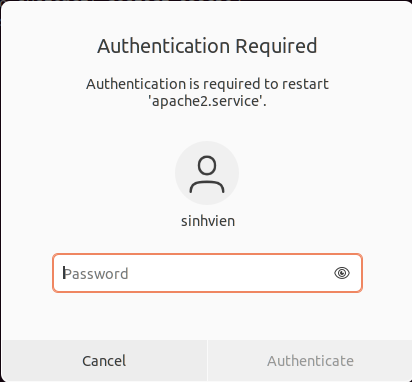 Authentication Required
Authentication is required to restart
'apache2.service'.
sinhvien
Password
Cancel
Authenticate